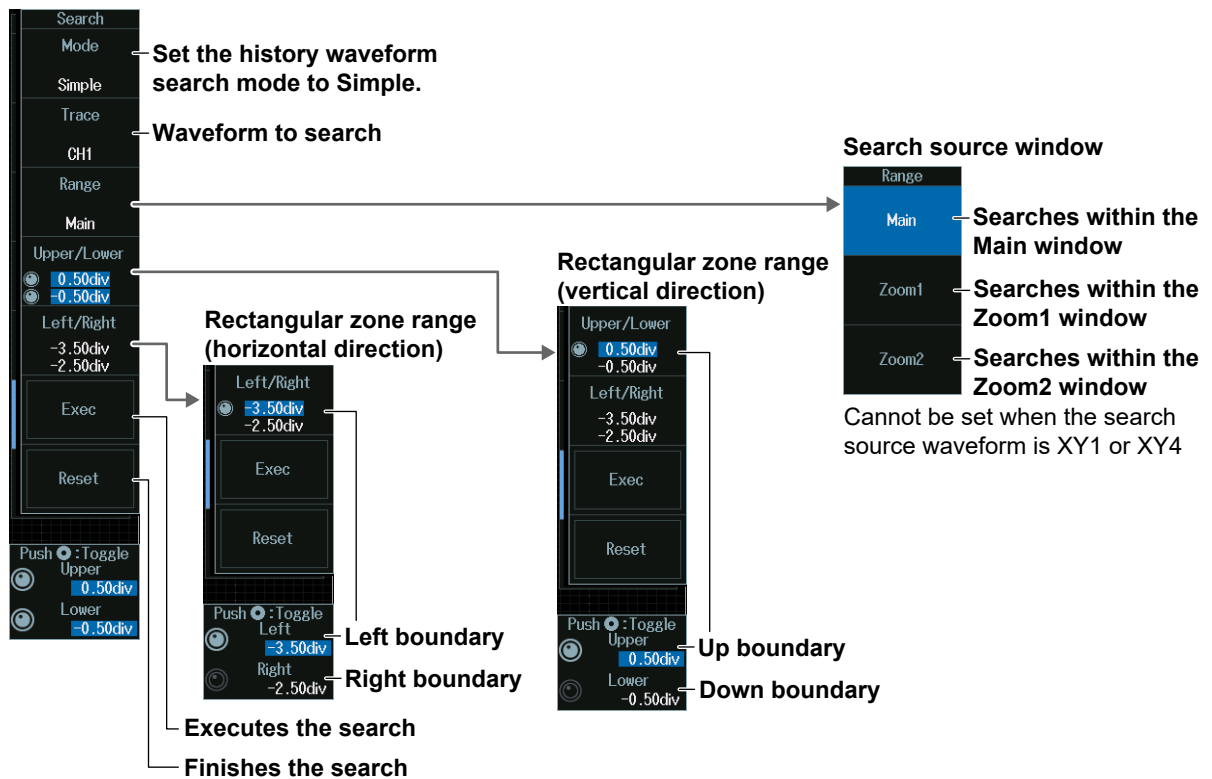 Search
Mode
Simple
Trace
CH1
Range
Main
Upper/Lower
0.50div
-0.50div
Left/Right
-3.50div
-2.50div
Exec
Reset
Push :Toggle
Upper
0.50div
Lower
-0.50div
Set the history waveform
search mode to Simple.
Waveform to search
Rectangular zone range
(horizontal direction)
Left/Right
-3.50div
-2.50div
Exec
Reset
Push :Toggle
Left
-3.50div
Right
-2.50div
Left boundary
Right boundary
Executes the search
Finishes the search
Rectangular zone range
(vertical direction)
Upper/Lower
0.50div
-0.50div
Left/Right
-3.50div
-2.50div
Exec
Reset
Push :Toggle
Upper
0.50div
Lower
-0.50div
Up boundary
Down boundary
Search source window
Range
Main
Zoom1
Zoom2
Searches within the
Main window
Searches within the
Zoom1 window
Searches within the
Zoom2 window
Cannot be set when the search
source waveform is XY1 or XY4